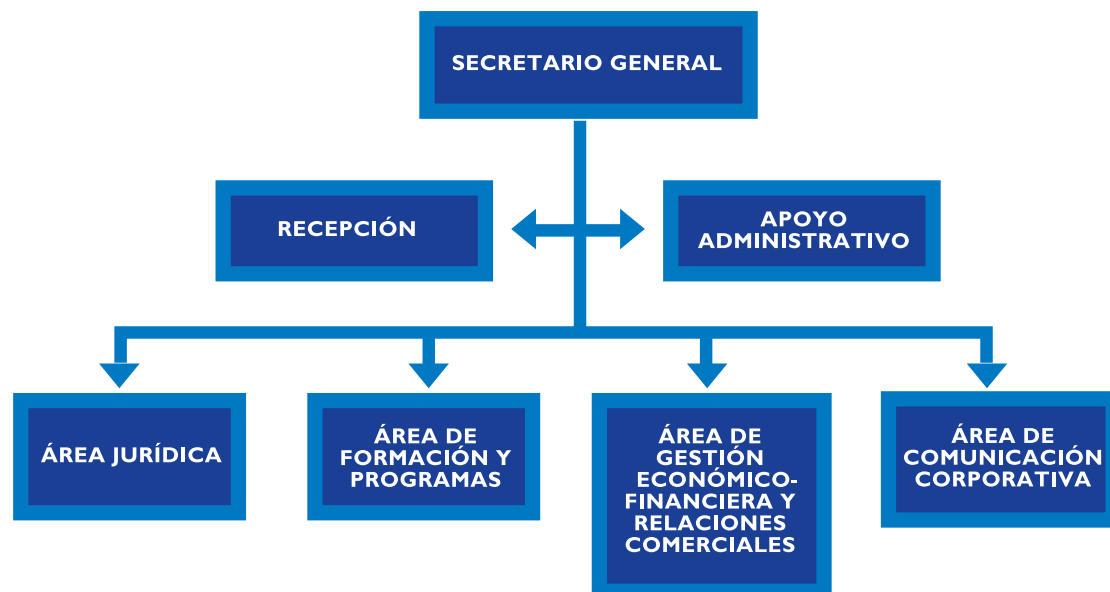 SECRETARIO GENERAL
RECEPCIÓN
APOYO
ADMINISTRATIVO
ÁREA JURÍDICA
ÁREA DE
FORMACIÓN Y
PROGRAMAS
ÁREA DE
GESTIÓN
ECONÓMICO-
FINANCIERA Y
RELACIONES
COMERCIALES
ÁREA DE
COMUNICACIÓN
CORPORATIVA